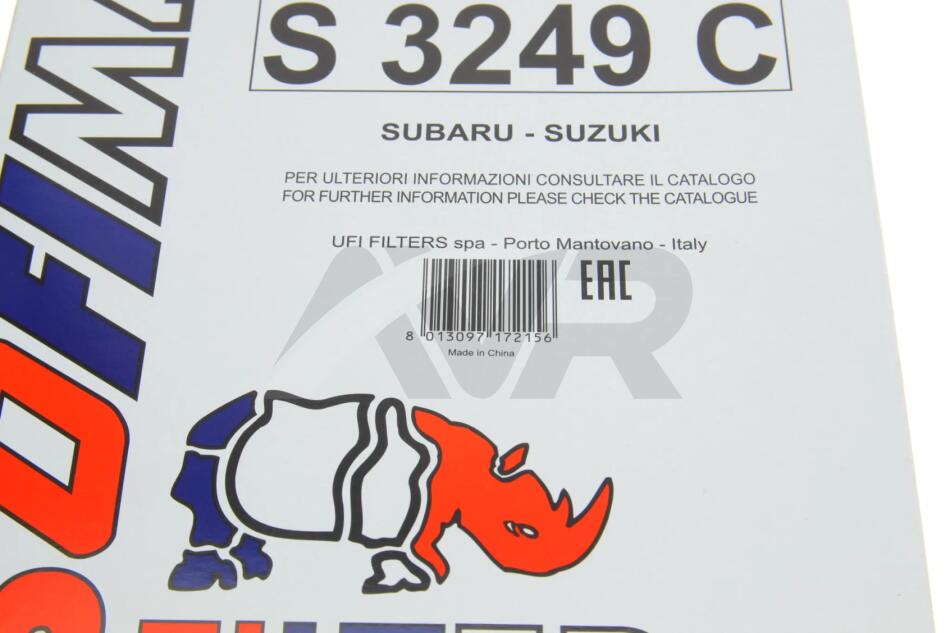 S 3249 C
SUBARU - SUZUKI
PER ULTERIORI INFORMAZIONI CONSULTARE IL CATALOGO
FOR FURTHER INFORMATION PLEASE CHECK THE CATALOGUE
UFI FILTERS spa - Porto Mantovano - Italy
EAC
8 013097 172156
Made in China
AVR